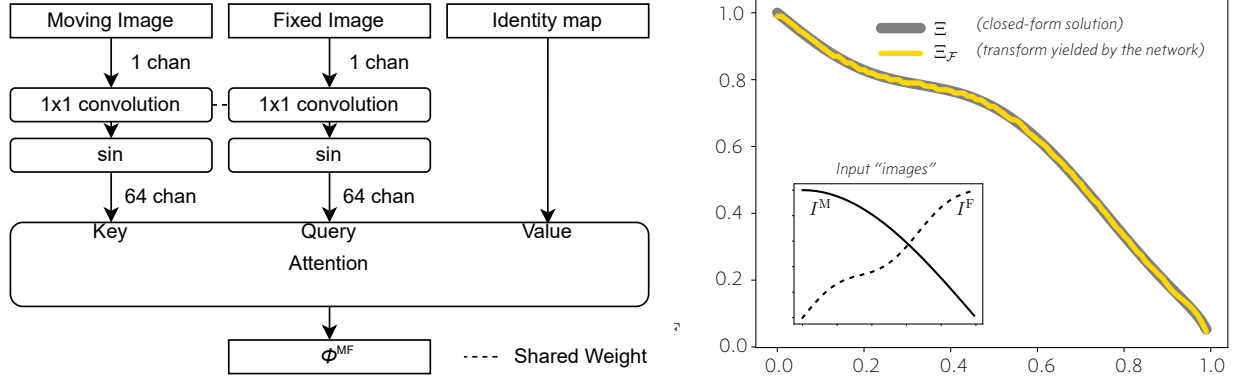 Moving Image
Fixed Image
Identity map
1 chan
1 chan
1x1 convolution
1x1 convolution
sin
sin
64 chan
64 chan
Key
Query
Value
Attention
Φᴹꟳ
Shared Weight
1.0
0.8
0.6
0.4
0.2
0.0
Ξ (closed-form solution)
Ξ_𝓕 (transform yielded by the network)
Input "images"
Iᴹ
Iꟳ
0.0 0.2 0.4 0.6 0.8 1.0